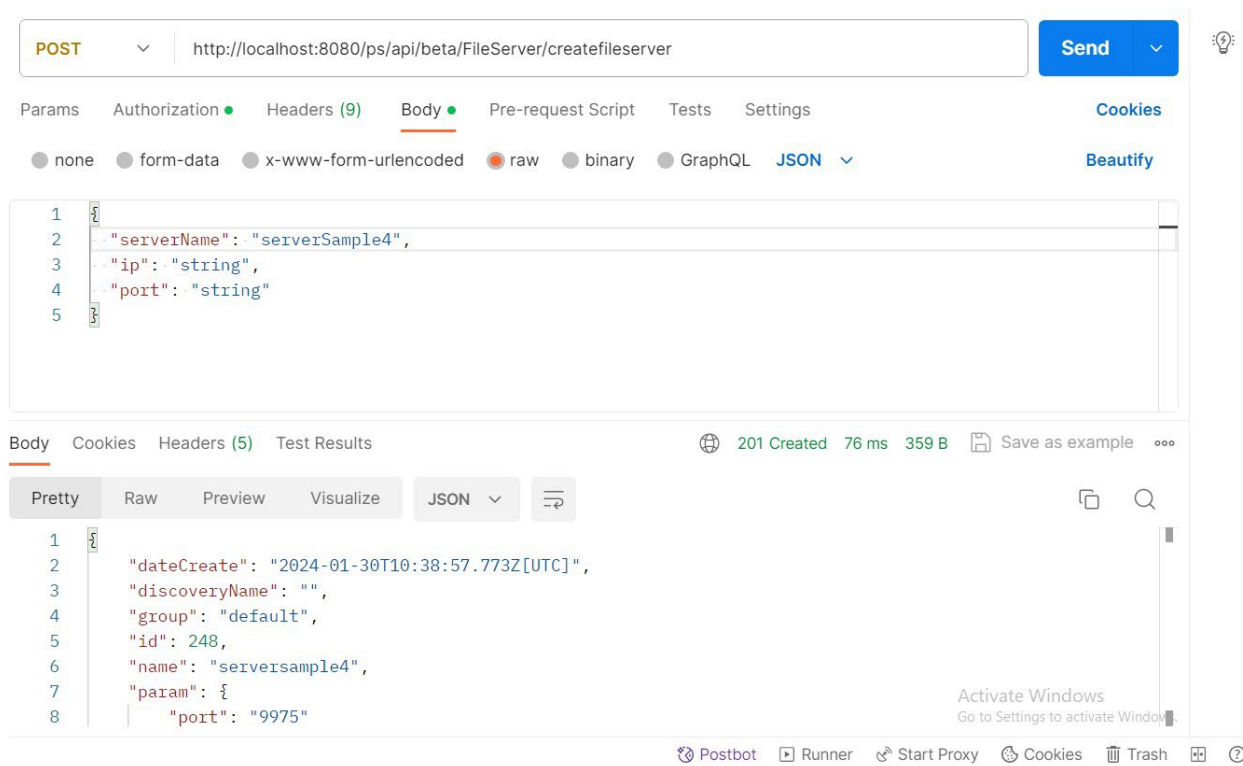 POST http://localhost:8080/ps/api/beta/FileServer/createfileserver Send
Params Authorization Headers (9) Body Pre-request Script Tests Settings Cookies
none form-data x-www-form-urlencoded raw binary GraphQL JSON Beautify
1 {
2 "serverName": "serverSample4",
3 "ip": "string",
4 "port": "string"
5 }
Body Cookies Headers (5) Test Results 201 Created 76 ms 359 B Save as example
Pretty Raw Preview Visualize JSON
1 {
2 "dateCreate": "2024-01-30T10:38:57.773Z[UTC]",
3 "discoveryName": "",
4 "group": "default",
5 "id": 248,
6 "name": "serversample4",
7 "param": {
8 "port": "9975"
Activate Windows
Go to Settings to activate Windows.
Postbot Runner Start Proxy Cookies Trash